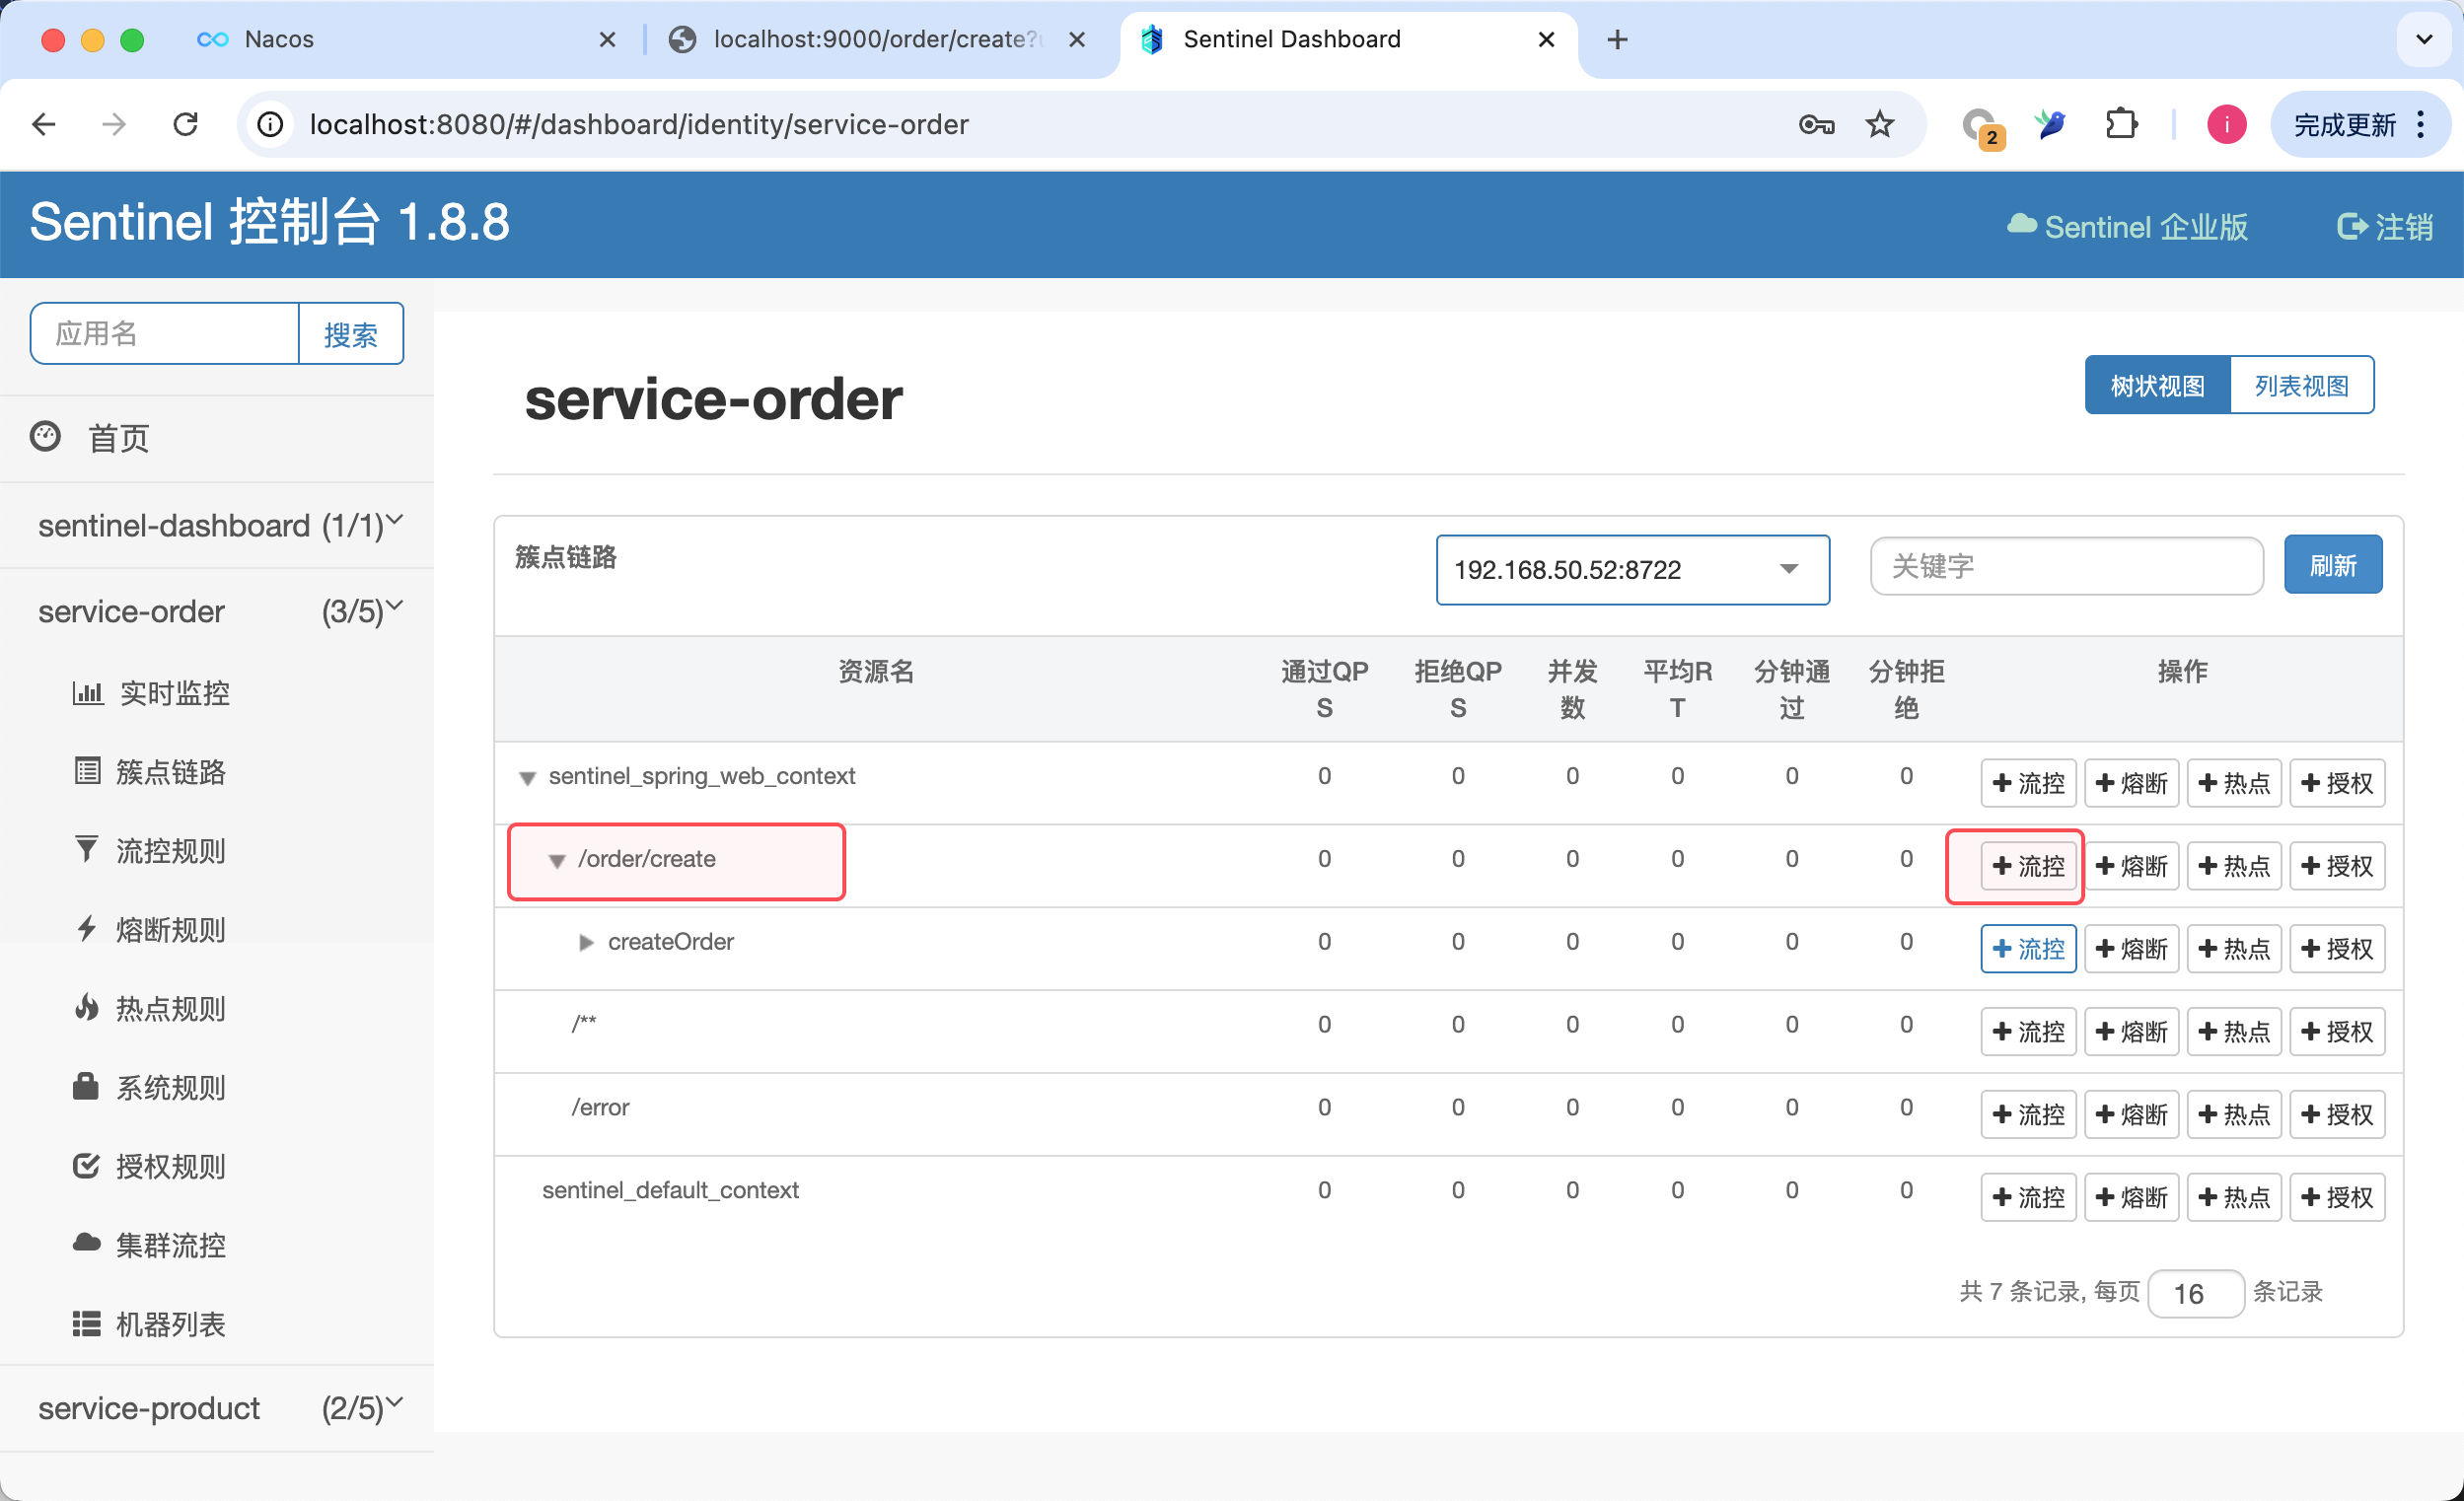 Nacos
localhost:9000/order/create?
Sentinel Dashboard
localhost:8080/#/dashboard/identity/service-order
2
i
完成更新
Sentinel 控制台 1.8.8
Sentinel 企业版
注销
应用名
搜索
首页
sentinel-dashboard (1/1)
service-order (3/5)
实时监控
簇点链路
流控规则
熔断规则
热点规则
系统规则
授权规则
集群流控
机器列表
service-product (2/5)
service-order
树状视图
列表视图
簇点链路
192.168.50.52:8722
关键字
刷新
资源名 通过QPS 拒绝QPS 并发数 平均RT 分钟通过 分钟拒绝 操作
sentinel_spring_web_context 0 0 0 0 0 0 流控 熔断 热点 授权
/order/create 0 0 0 0 0 0 流控 熔断 热点 授权
createOrder 0 0 0 0 0 0 流控 熔断 热点 授权
/** 0 0 0 0 0 0 流控 熔断 热点 授权
/error 0 0 0 0 0 0 流控 熔断 热点 授权
sentinel_default_context 0 0 0 0 0 0 流控 熔断 热点 授权
共 7 条记录, 每页 16 条记录